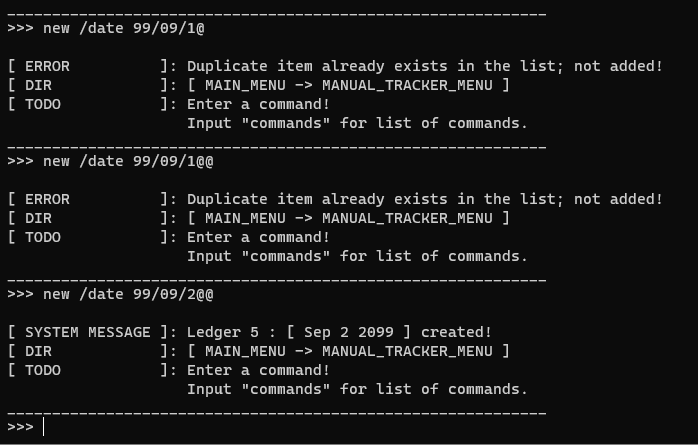 ____________________________________________________________
>>> new /date 99/09/1@
[ ERROR          ]: Duplicate item already exists in the list; not added!
[ DIR            ]: [ MAIN_MENU -> MANUAL_TRACKER_MENU ]
[ TODO           ]: Enter a command!
                    Input "commands" for list of commands.
____________________________________________________________
>>> new /date 99/09/1@@
[ ERROR          ]: Duplicate item already exists in the list; not added!
[ DIR            ]: [ MAIN_MENU -> MANUAL_TRACKER_MENU ]
[ TODO           ]: Enter a command!
                    Input "commands" for list of commands.
____________________________________________________________
>>> new /date 99/09/2@@
[ SYSTEM MESSAGE ]: Ledger 5 : [ Sep 2 2099 ] created!
[ DIR            ]: [ MAIN_MENU -> MANUAL_TRACKER_MENU ]
[ TODO           ]: Enter a command!
                    Input "commands" for list of commands.
____________________________________________________________
>>>